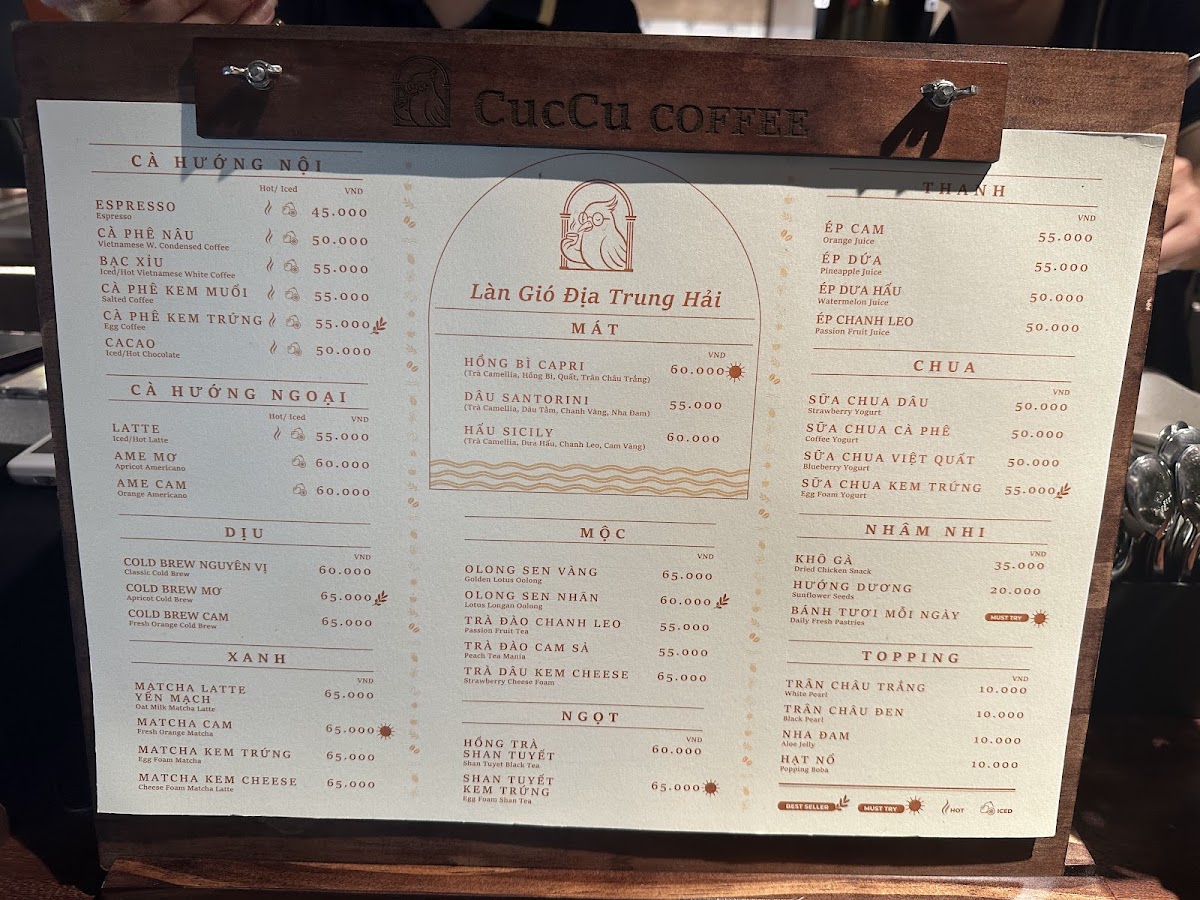 CucCu COFFEE
CÀ HƯỚNG NỘI
Hot/ Iced VND
ESPRESSO 45.000
Espresso
CÀ PHÊ NÂU 50.000
Vietnamese W. Condensed Coffee
BẠC XỈU 55.000
Iced/Hot Vietnamese White Coffee
CÀ PHÊ KEM MUỐI 55.000
Salted Coffee
CÀ PHÊ KEM TRỨNG 55.000
Egg Coffee
CACAO 50.000
Iced/Hot Chocolate
CÀ HƯỚNG NGOẠI
Hot/ Iced VND
LATTE 55.000
Iced/Hot Latte
AME MƠ 60.000
Apricot Americano
AME CAM 60.000
Orange Americano
DỊU
VND
COLD BREW NGUYÊN VỊ 60.000
Classic Cold Brew
COLD BREW MƠ 65.000
Apricot Cold Brew
COLD BREW CAM 65.000
Fresh Orange Cold Brew
XANH
VND
MATCHA LATTE
YẾN MẠCH 65.000
Oat Milk Matcha Latte
MATCHA CAM 65.000
Fresh Orange Matcha
MATCHA KEM TRỨNG 65.000
Egg Foam Matcha
MATCHA KEM CHEESE 65.000
Cheese Foam Matcha Latte
Làn Gió Địa Trung Hải
MÁT
VND
HỒNG BÌ CAPRI 60.000
(Trà Camellia, Hồng Bì, Quất, Trân Châu Trắng)
DÂU SANTORINI 55.000
(Trà Camellia, Dâu Tằm, Chanh Vàng, Nha Đam)
HẤU SICILY 60.000
(Trà Camellia, Dưa Hấu, Chanh Leo, Cam Vàng)
MỘC
VND
OLONG SEN VÀNG 65.000
Golden Lotus Oolong
OLONG SEN NHÃN 60.000
Lotus Longan Oolong
TRÀ ĐÀO CHANH LEO 55.000
Passion Fruit Tea
TRÀ ĐÀO CAM SẢ 55.000
Peach Tea Mania
TRÀ DÂU KEM CHEESE 65.000
Strawberry Cheese Foam
NGỌT
VND
HỒNG TRÀ
SHAN TUYẾT 60.000
Shan Tuyet Black Tea
SHAN TUYẾT
KEM TRỨNG 65.000
Egg Foam Shan Tea
THANH
VND
ÉP CAM 55.000
Orange Juice
ÉP DỨA 55.000
Pineapple Juice
ÉP DƯA HẤU 50.000
Watermelon Juice
ÉP CHANH LEO 50.000
Passion Fruit Juice
CHUA
VND
SỮA CHUA DÂU 50.000
Strawberry Yogurt
SỮA CHUA CÀ PHÊ 50.000
Coffee Yogurt
SỮA CHUA VIỆT QUẤT 50.000
Blueberry Yogurt
SỮA CHUA KEM TRỨNG 55.000
Egg Foam Yogurt
NHÂM NHI
VND
KHÔ GÀ 35.000
Dried Chicken Snack
HƯỚNG DƯƠNG 20.000
Sunflower Seeds
BÁNH TƯƠI MỖI NGÀY MUST TRY
Daily Fresh Pastries
TOPPING
VND
TRÂN CHÂU TRẮNG 10.000
White Pearl
TRÂN CHÂU ĐEN 10.000
Black Pearl
NHA ĐAM 10.000
Aloe Jelly
HẠT NỔ 10.000
Popping Boba
BEST SELLER MUST TRY HOT ICED